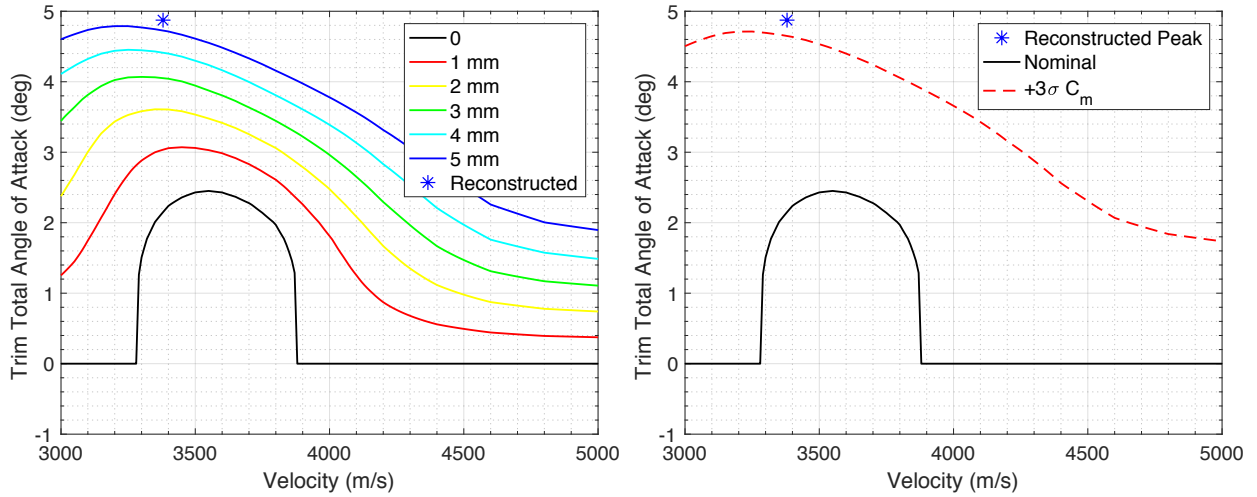 5
4
3
2
1
0
-1
3000 3500 4000 4500 5000
Velocity (m/s)
Trim Total Angle of Attack (deg)
0
1 mm
2 mm
3 mm
4 mm
5 mm
Reconstructed
5
4
3
2
1
0
-1
3000 3500 4000 4500 5000
Velocity (m/s)
Trim Total Angle of Attack (deg)
Reconstructed Peak
Nominal
+3σ C_m